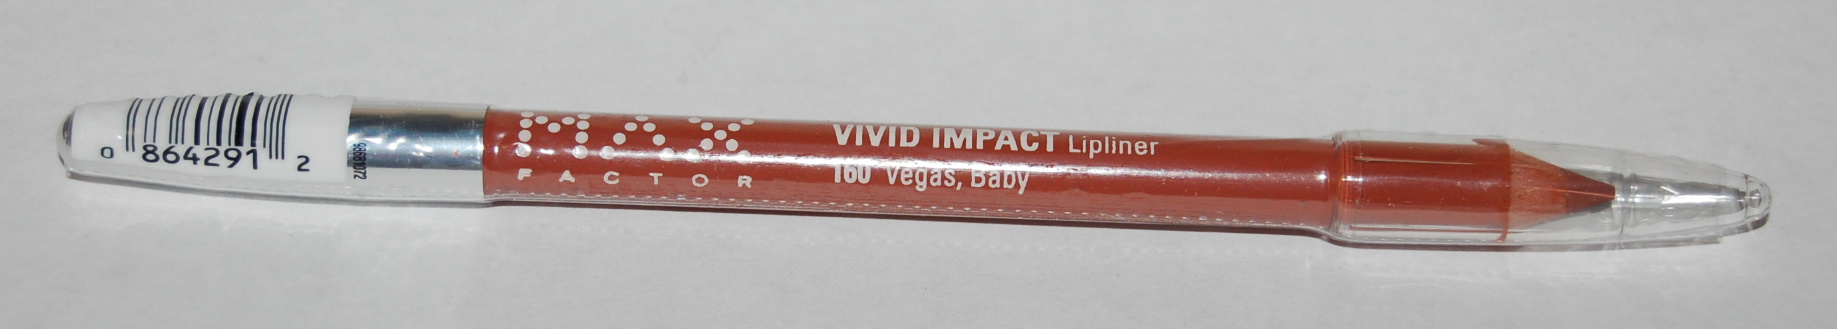 0 864291 2
MAX
FACTOR
VIVID IMPACT Lipliner
160 Vegas, Baby